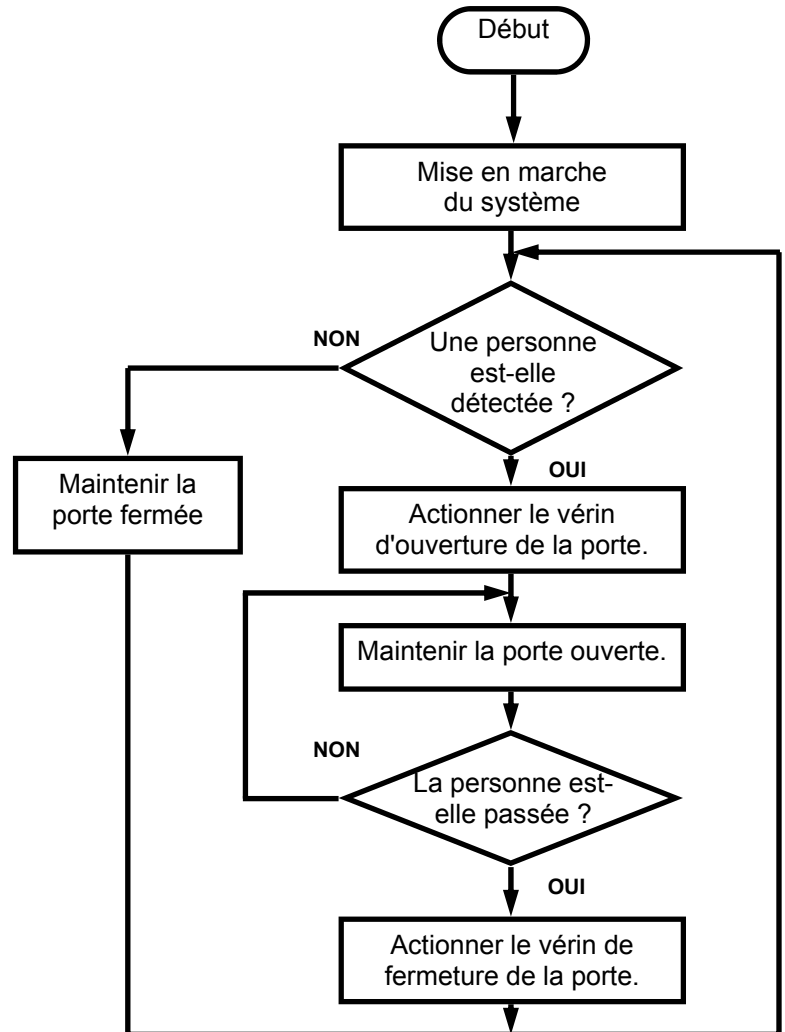 Début
Mise en marche
du système
NON
Une personne
est-elle
détectée ?
OUI
Maintenir la
porte fermée
Actionner le vérin
d'ouverture de la porte.
Maintenir la porte ouverte.
NON
La personne est-
elle passée ?
OUI
Actionner le vérin de
fermeture de la porte.